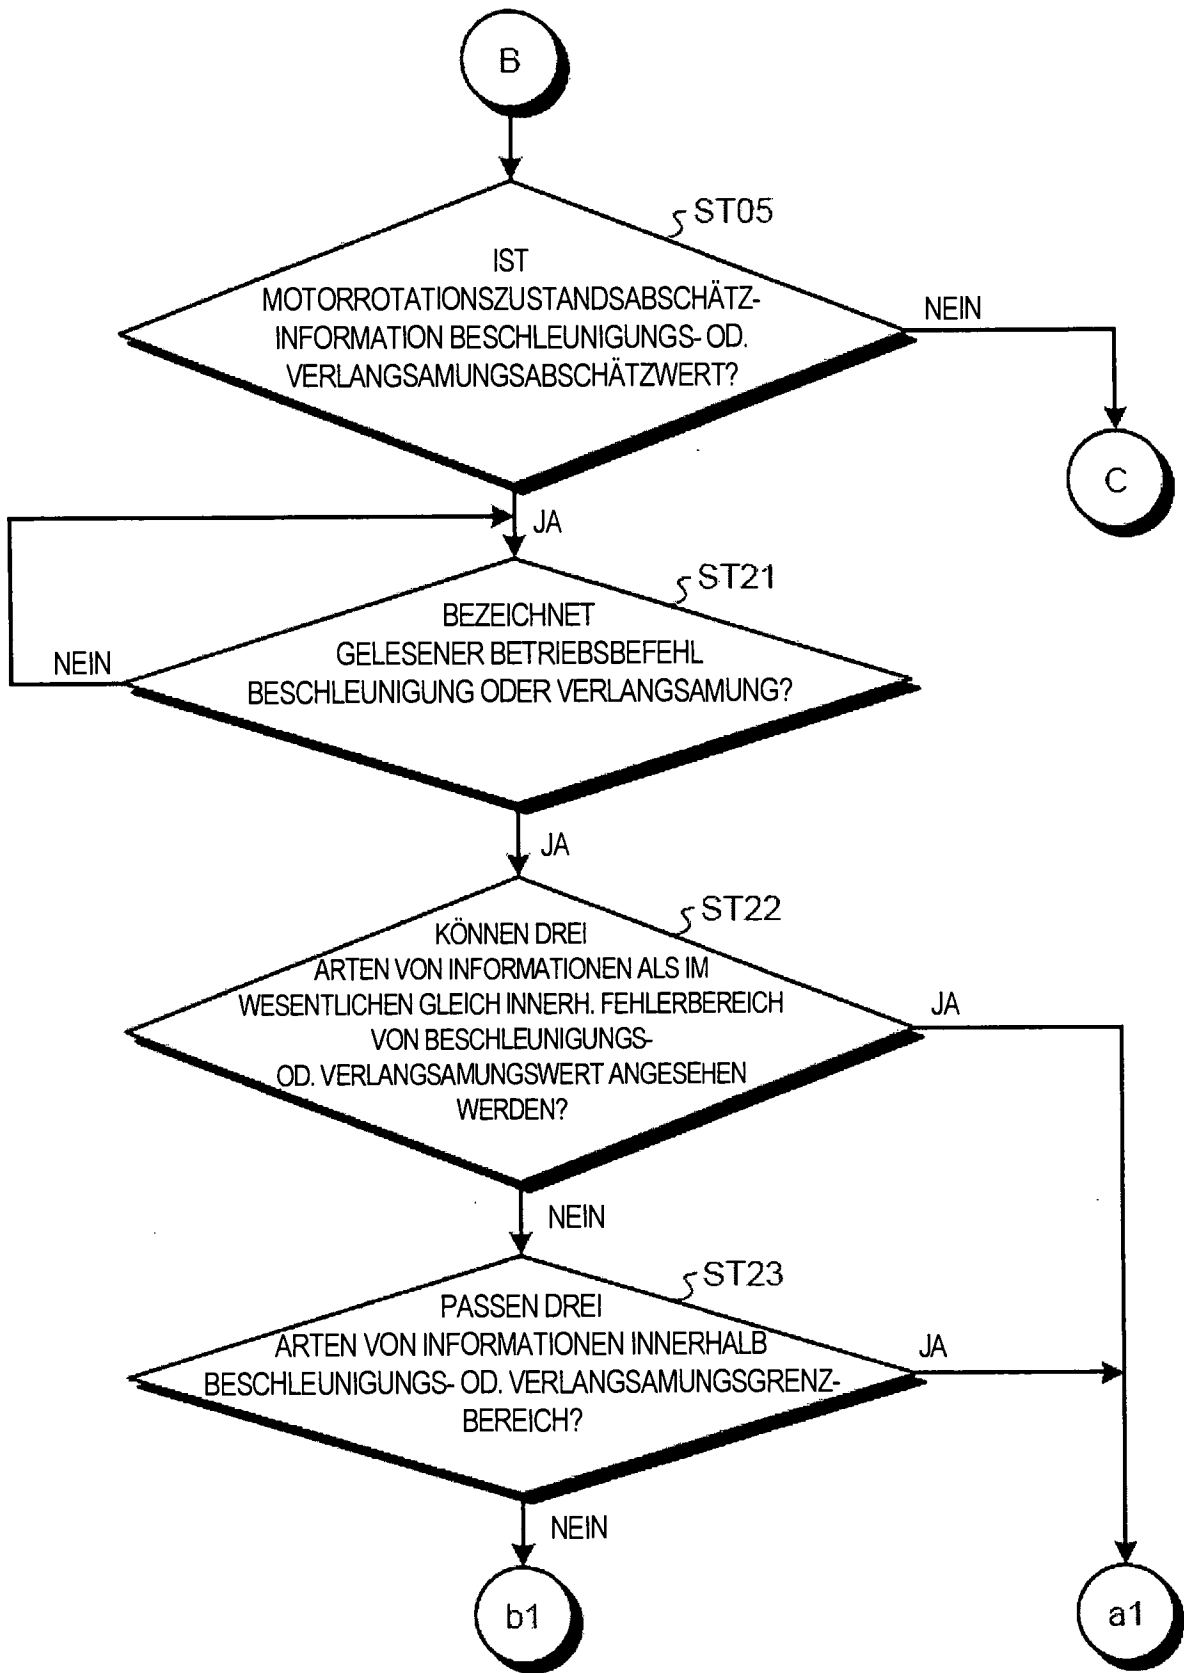 B
ST05
IST
MOTORROTATIONSZUSTANDSABSCHÄTZ-
INFORMATION BESCHLEUNIGUNGS- OD.
VERLANGSAMUNGSABSCHÄTZWERT?
NEIN
C
JA
ST21
BEZEICHNET
GELESENER BETRIEBSBEFEHL
BESCHLEUNIGUNG ODER VERLANGSAMUNG?
NEIN
JA
ST22
KÖNNEN DREI
ARTEN VON INFORMATIONEN ALS IM
WESENTLICHEN GLEICH INNERH. FEHLERBEREICH
VON BESCHLEUNIGUNGS-
OD. VERLANGSAMUNGSWERT ANGESEHEN
WERDEN?
JA
NEIN
ST23
PASSEN DREI
ARTEN VON INFORMATIONEN INNERHALB
BESCHLEUNIGUNGS- OD. VERLANGSAMUNGSGRENZ-
BEREICH?
JA
NEIN
b1
a1